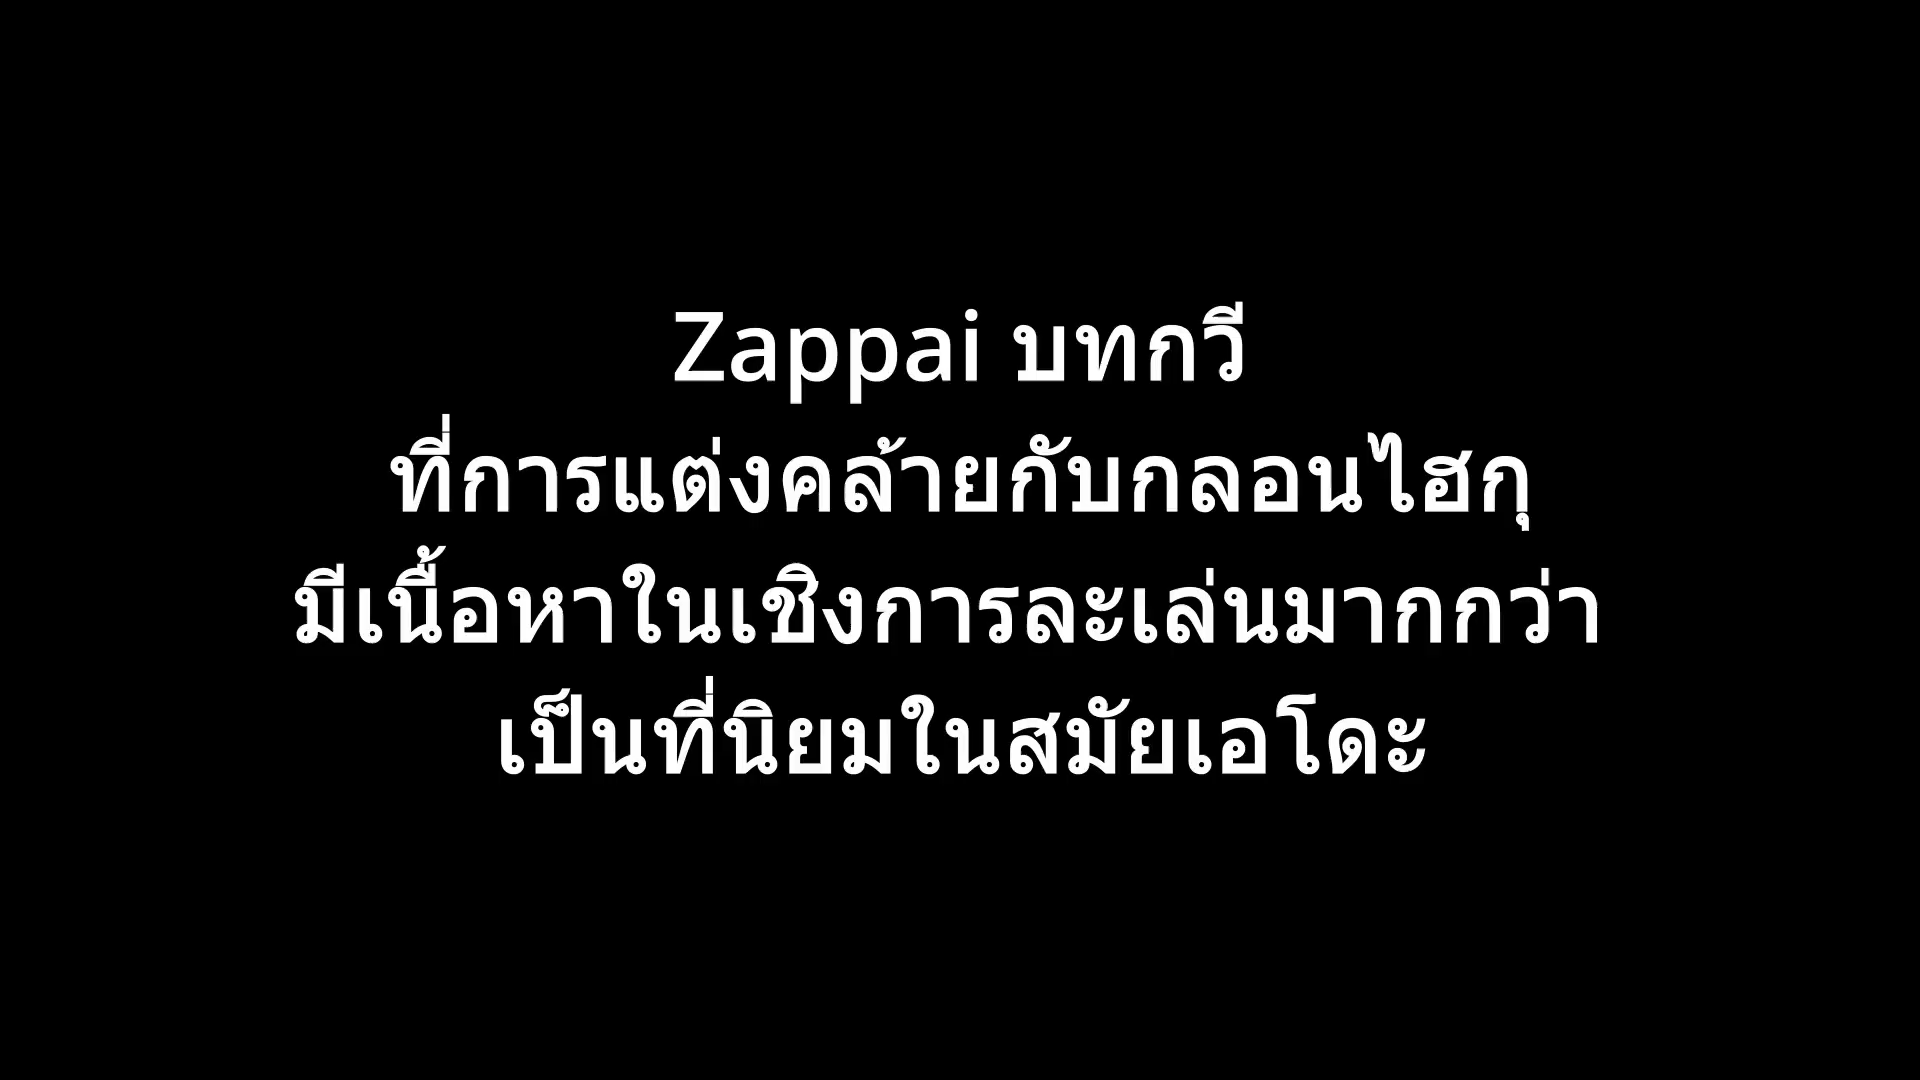 Zappai บทกวี
ที่การแต่งคล้ายกับกลอนไฮกุ
มีเนื้อหาในเชิงการละเล่นมากกว่า
เป็นที่นิยมในสมัยเอโดะ